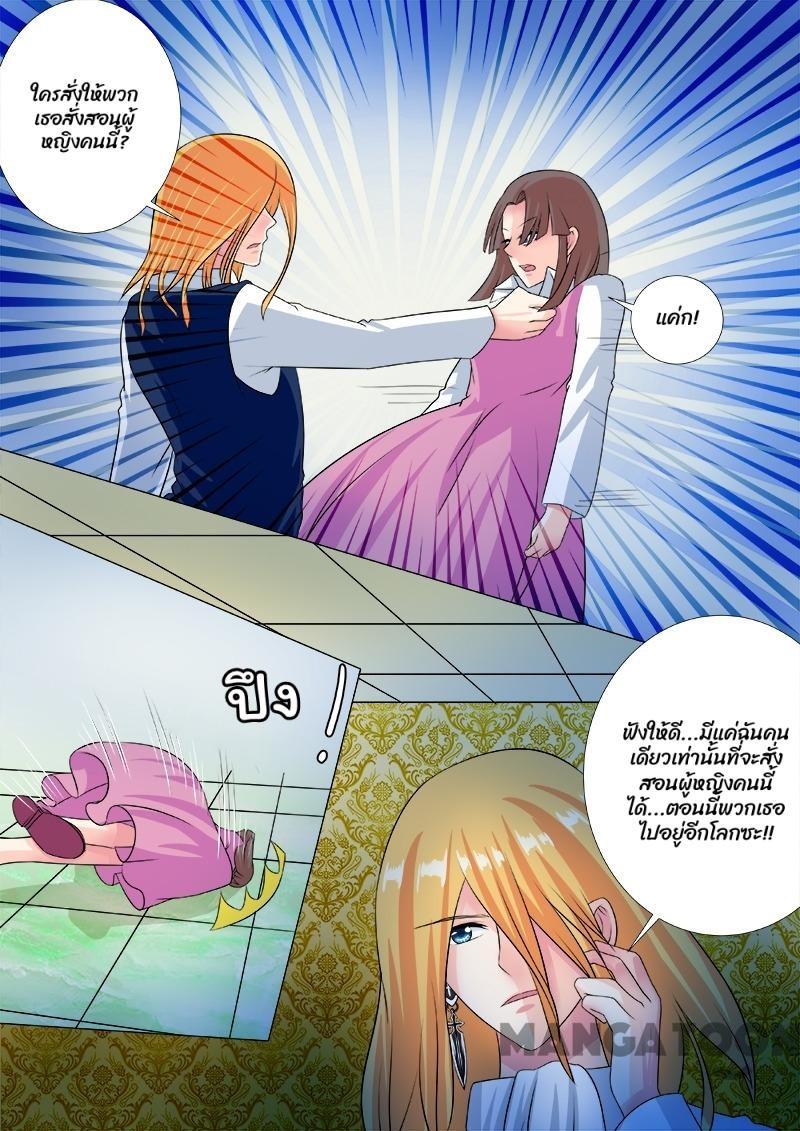 ใครสั่งให้พวก
เธอสั่งสอนผู้
หญิงคนนี้?
แค่ก!
ปึง
ฟังให้ดี...มีแค่ฉันคน
เดียวเท่านั้นที่จะสั่ง
สอนผู้หญิงคนนี้
ได้...ตอนนี้พวกเธอ
ไปอยู่อีกโลกซะ!!
MANGATOON